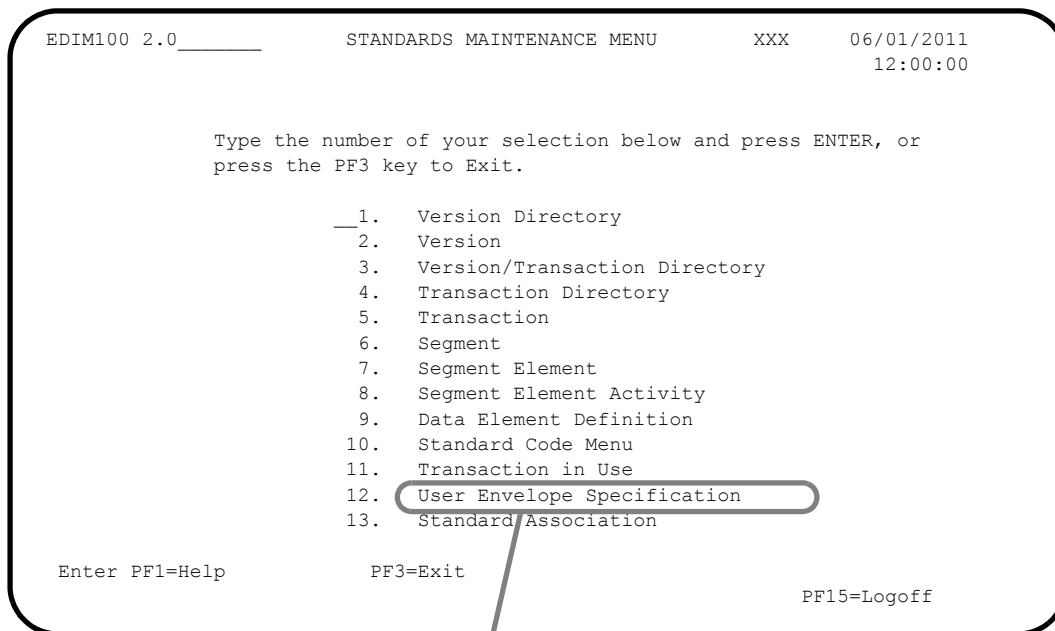 EDIM100 2.0_______ STANDARDS MAINTENANCE MENU XXX 06/01/2011
12:00:00
Type the number of your selection below and press ENTER, or
press the PF3 key to Exit.
__1. Version Directory
2. Version
3. Version/Transaction Directory
4. Transaction Directory
5. Transaction
6. Segment
7. Segment Element
8. Segment Element Activity
9. Data Element Definition
10. Standard Code Menu
11. Transaction in Use
12. User Envelope Specification
13. Standard Association
Enter PF1=Help PF3=Exit
PF15=Logoff